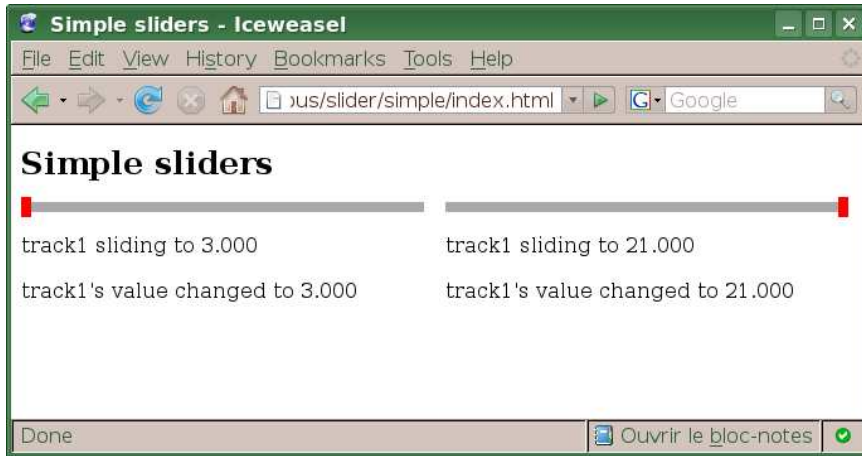 Simple sliders - Iceweasel
File Edit View History Bookmarks Tools Help
ous/slider/simple/index.html G Google
Simple sliders
track1 sliding to 3.000 track1 sliding to 21.000
track1's value changed to 3.000 track1's value changed to 21.000
Done Ouvrir le bloc-notes